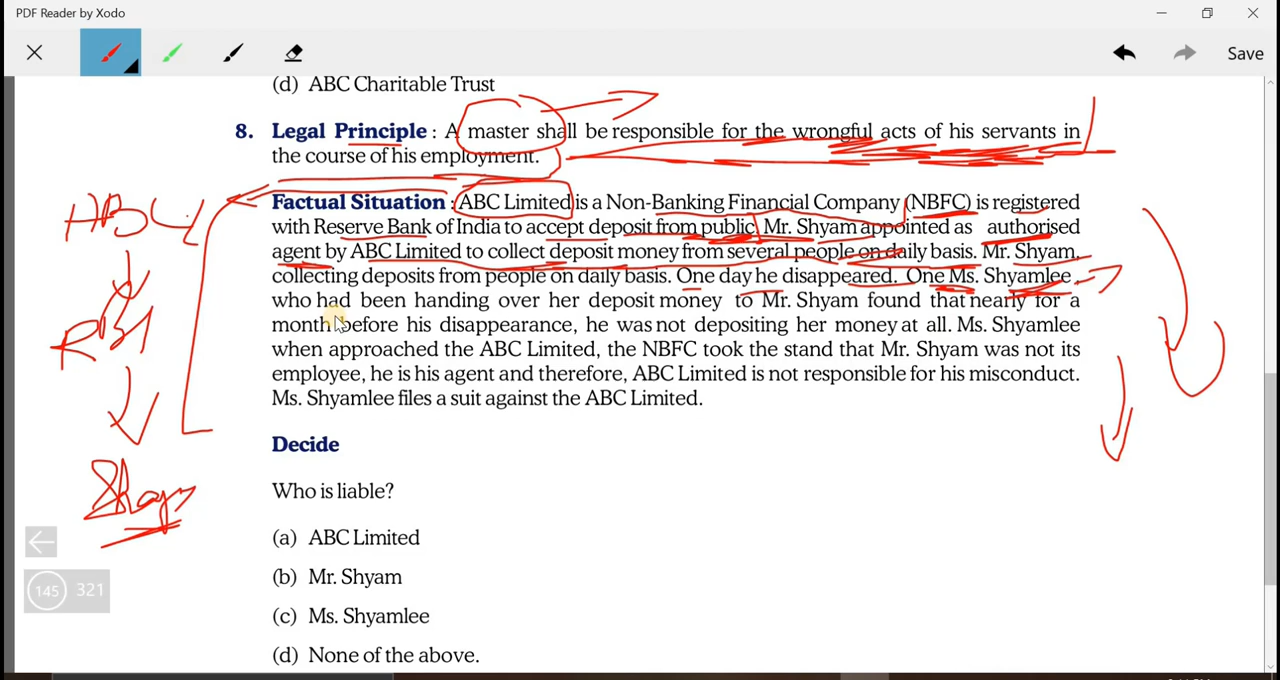 PDF Reader by Xodo
Save
(d) ABC Charitable Trust
8. Legal Principle : A master shall be responsible for the wrongful acts of his servants in
the course of his employment.
Factual Situation : ABC Limited is a Non-Banking Financial Company (NBFC) is registered
with Reserve Bank of India to accept deposit from public. Mr. Shyam appointed as authorised
agent by ABC Limited to collect deposit money from several people on daily basis. Mr. Shyam,
collecting deposits from people on daily basis. One day he disappeared. One Ms. Shyamlee
who had been handing over her deposit money to Mr. Shyam found that nearly for a
month before his disappearance, he was not depositing her money at all. Ms. Shyamlee
when approached the ABC Limited, the NBFC took the stand that Mr. Shyam was not its
employee, he is his agent and therefore, ABC Limited is not responsible for his misconduct.
Ms. Shyamlee files a suit against the ABC Limited.
ABC
RBI
Shyam
Decide
Who is liable?
(a) ABC Limited
(b) Mr. Shyam
(c) Ms. Shyamlee
(d) None of the above.
145 321